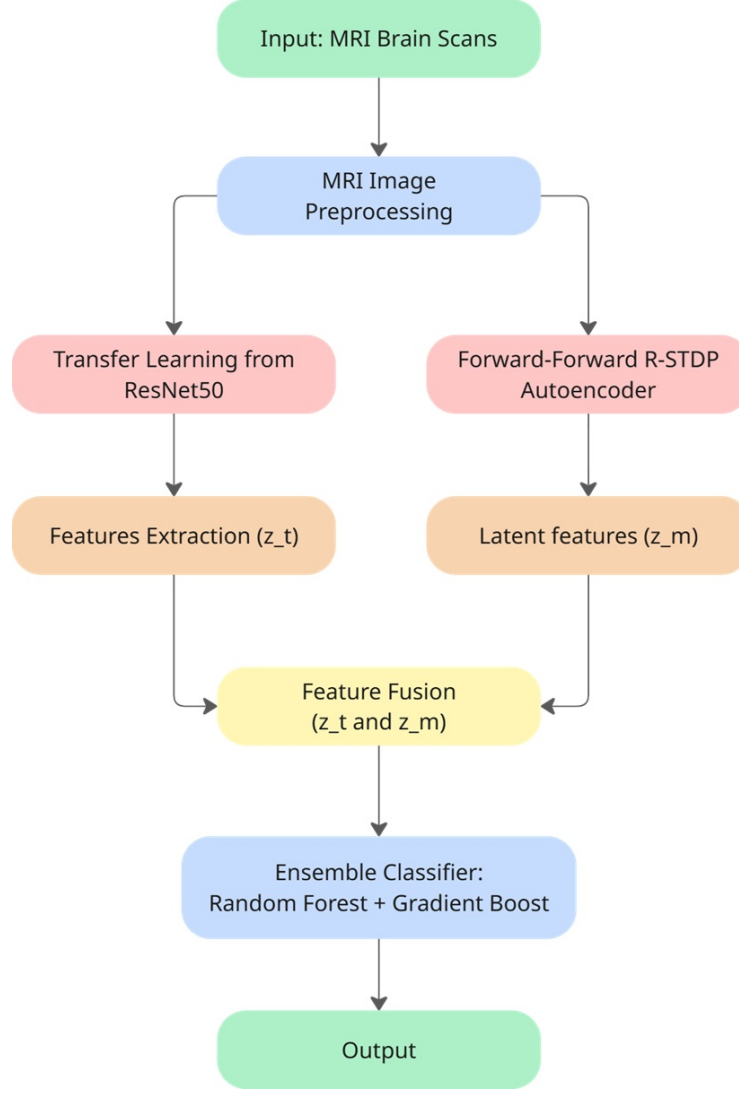 Input: MRI Brain Scans
MRI Image
Preprocessing
Transfer Learning from
ResNet50
Forward-Forward R-STDP
Autoencoder
Features Extraction (z_t)
Latent features (z_m)
Feature Fusion
(z_t and z_m)
Ensemble Classifier:
Random Forest + Gradient Boost
Output